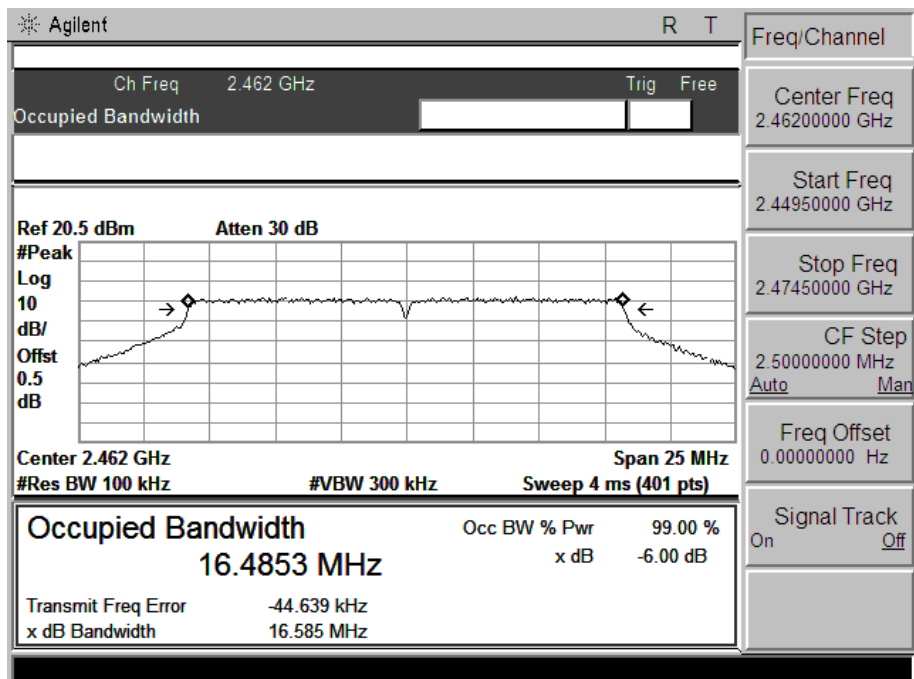 Agilent R T
Ch Freq 2.462 GHz Trig Free
Occupied Bandwidth
Ref 20.5 dBm Atten 30 dB
#Peak
Log
10
dB/
Offst
0.5
dB
Center 2.462 GHz Span 25 MHz
#Res BW 100 kHz #VBW 300 kHz Sweep 4 ms (401 pts)
Occupied Bandwidth Occ BW % Pwr 99.00 %
16.4853 MHz x dB -6.00 dB
Transmit Freq Error -44.639 kHz
x dB Bandwidth 16.585 MHz
Freq/Channel
Center Freq
2.46200000 GHz
Start Freq
2.44950000 GHz
Stop Freq
2.47450000 GHz
CF Step
2.50000000 MHz
Auto Man
Freq Offset
0.00000000 Hz
Signal Track
On Off